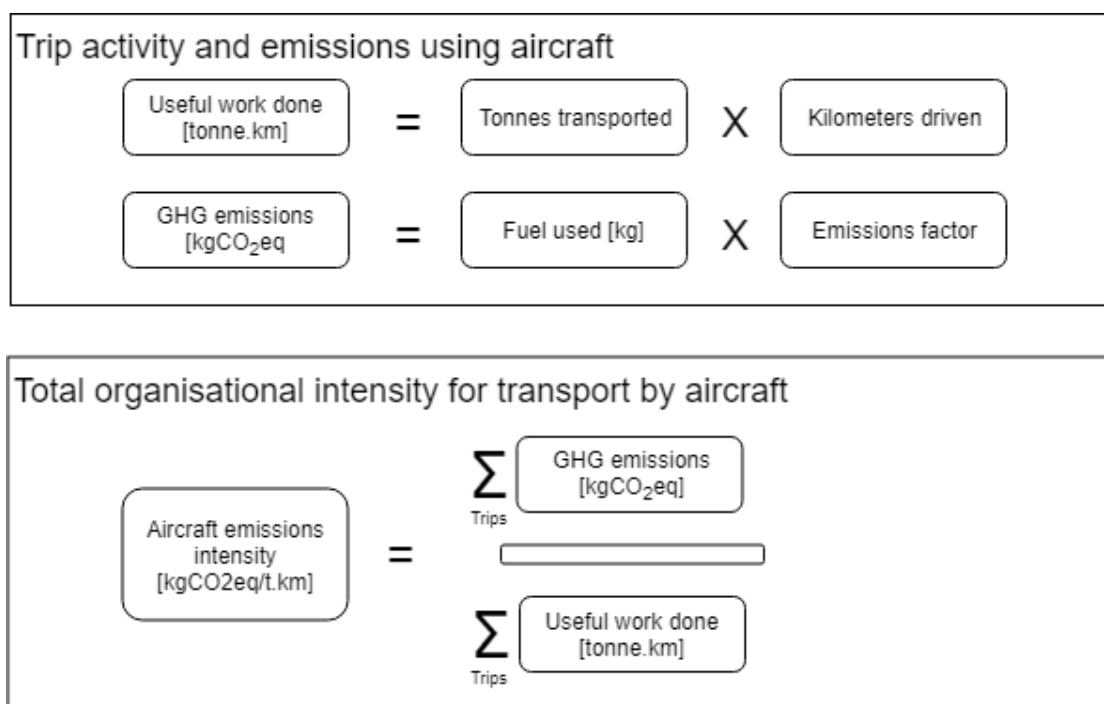 Trip activity and emissions using aircraft
Useful work done
[tonne.km]
=
Tonnes transported
X
Kilometers driven
GHG emissions
[kgCO₂eq
=
Fuel used [kg]
X
Emissions factor
Total organisational intensity for transport by aircraft
Aircraft emissions
intensity
[kgCO2eq/t.km]
=
Σ
Trips
GHG emissions
[kgCO₂eq]
Σ
Trips
Useful work done
[tonne.km]